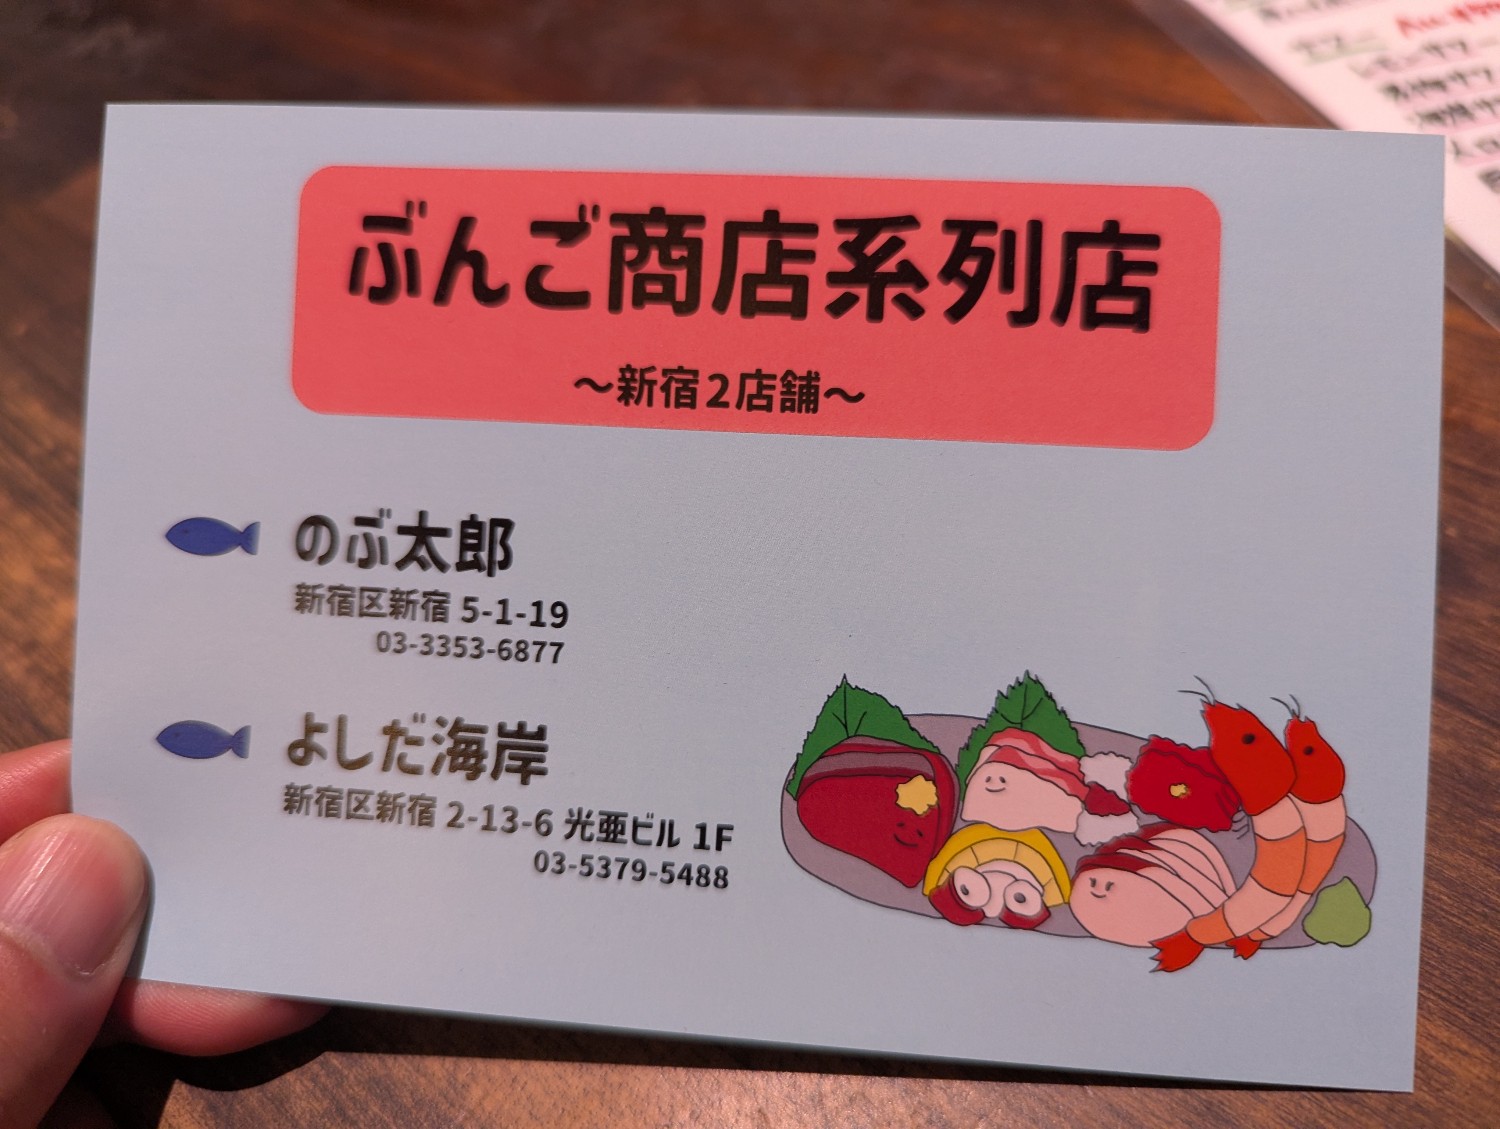 ぶんご商店系列店
～新宿2店舗～
のぶ太郎
新宿区新宿 5-1-19
03-3353-6877
よしだ海岸
新宿区新宿 2-13-6 光亜ビル 1F
03-5379-5488